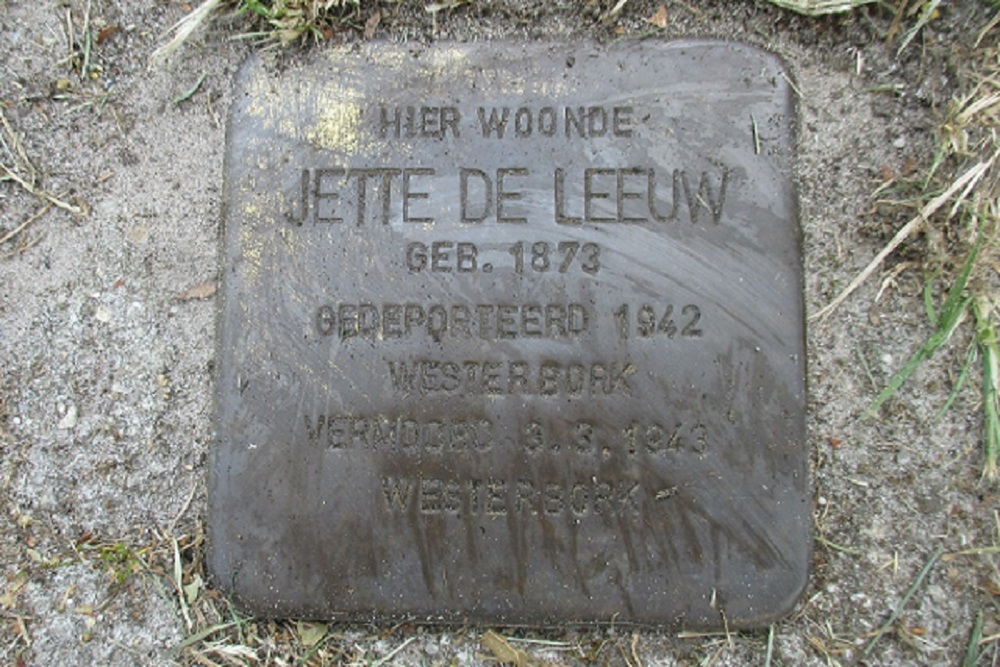 HIER WOONDE
JETTE DE LEEUW
GEB. 1873
GEDEPORTEERD 1942
WESTERBORK
VERMOORD 3.3.1943
WESTERBORK